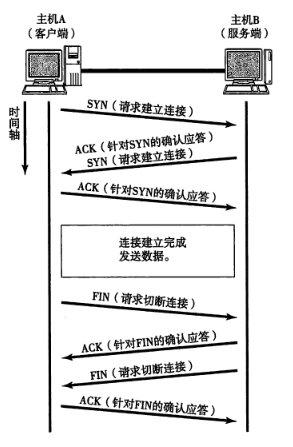 主机A
（客户端）
主机B
（服务端）
时间轴
SYN（请求建立连接）
ACK（针对SYN的确认应答）
SYN（请求建立连接）
ACK（针对SYN的确认应答）
连接建立完成
发送数据。
FIN（请求切断连接）
ACK（针对FIN的确认应答）
FIN（请求切断连接）
ACK（针对FIN的确认应答）